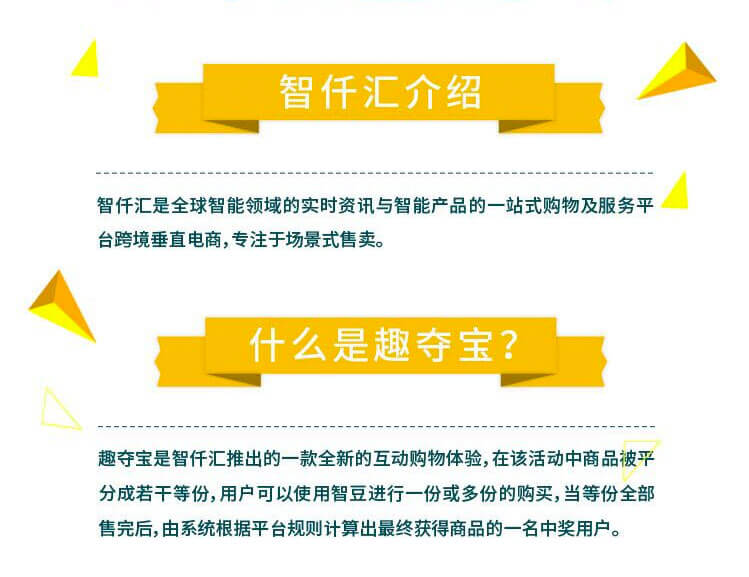 智仟汇介绍
智仟汇是全球智能领域的实时资讯与智能产品的一站式购物及服务平
台跨境垂直电商,专注于场景式售卖。
什么是趣夺宝?
趣夺宝是智仟汇推出的一款全新的互动购物体验,在该活动中商品被平
分成若干等份,用户可以使用智豆进行一份或多份的购买,当等份全部
售完后,由系统根据平台规则计算出最终获得商品的一名中奖用户。